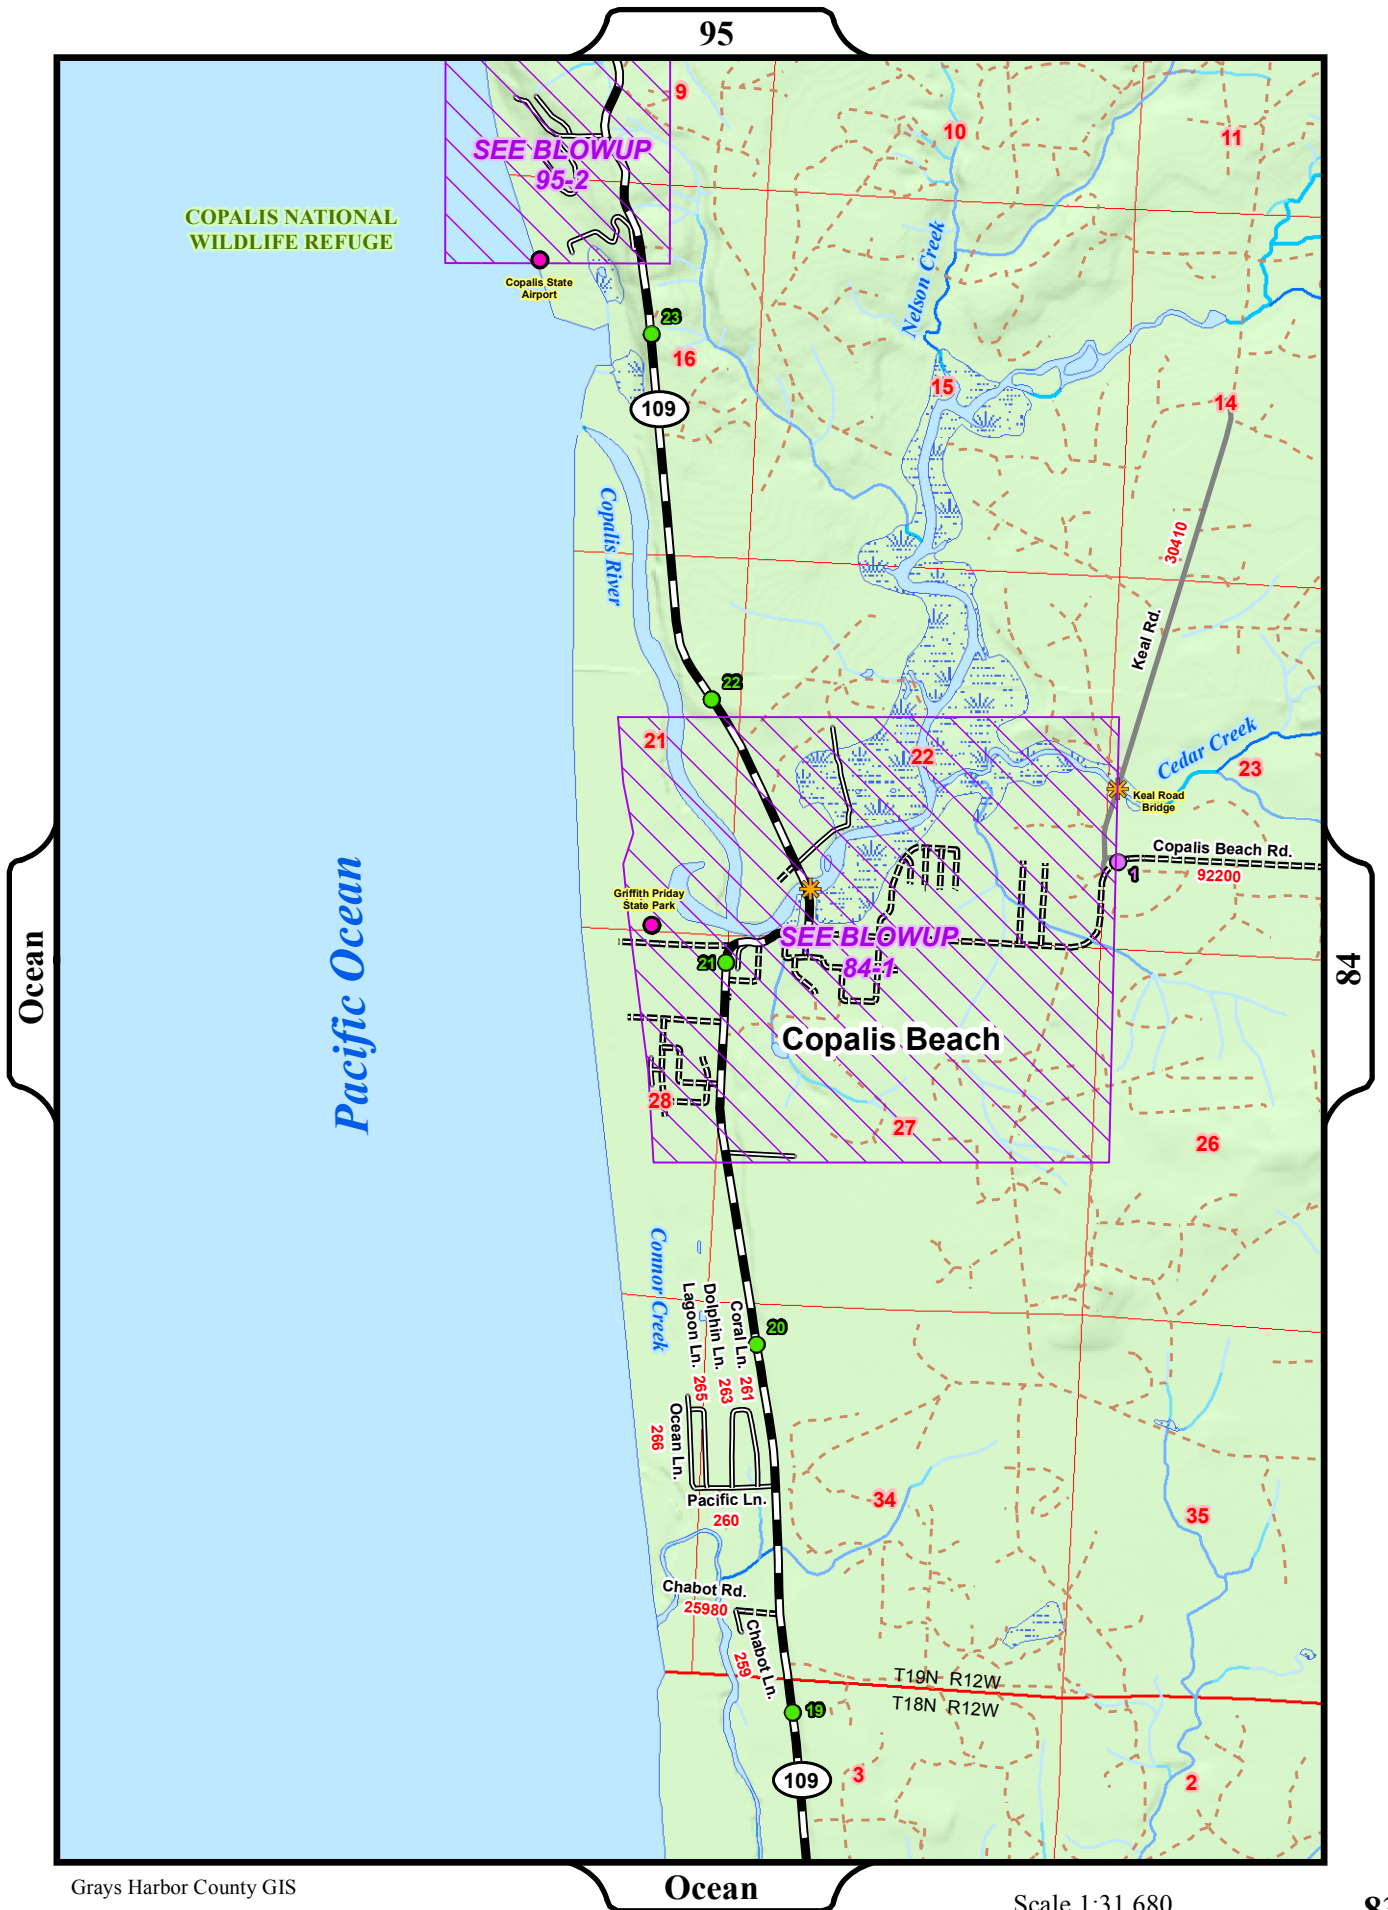 95
9
10
11
SEE BLOWUP
95-2
COPALIS NATIONAL
WILDLIFE REFUGE
Nelson Creek
Copalis State
Airport
23
16
15
14
109
Copalis River
30410
Keal Rd.
22
21
22
Cedar Creek
23
Keal Road
Bridge
Copalis Beach Rd.
92200
1
Griffith Priday
State Park
SEE BLOWUP
84-1
21
Pacific Ocean
Ocean
84
Copalis Beach
28
27
26
Connor Creek
Lagoon Ln.
265
Dolphin Ln.
263
Coral Ln.
261
20
Ocean Ln.
266
Pacific Ln.
260
34
35
Chabot Rd.
25980
Chabot Ln.
259
T19N R12W
T18N R12W
19
109
3
2
Grays Harbor County GIS
Ocean
Scale 1:31,680